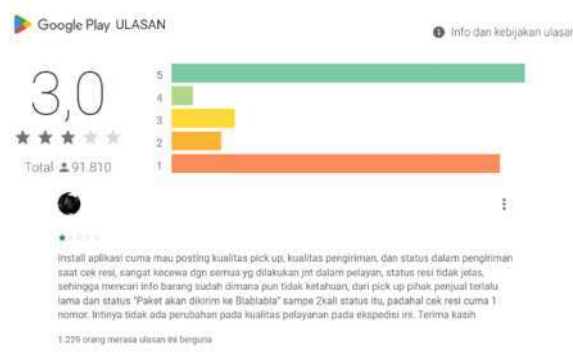 Google Play ULASAN
Info dan kebijakan ulasan
3,0
5
4
3
2
1
Total 91.810
Install aplikasi cuma mau posting kualitas pick up, kualitas pengiriman, dan status dalam pengiriman
saat cek resi, sangat kecewa dgn semua yg dilakukan jnt dalam pelayan, status resi tidak jelas,
sehingga mencari info barang sudah dimana pun tidak ketahuan, dari pick up pihak penjual terlalu
lama dan status "Paket akan dikirim ke Blablabla" sampe 2kali status itu, padahal cek resi cuma 1
nomor. Intinya tidak ada perubahan pada kualitas pelayanan pada ekspedisi ini. Terima kasih
1.229 orang merasa ulasan ini berguna